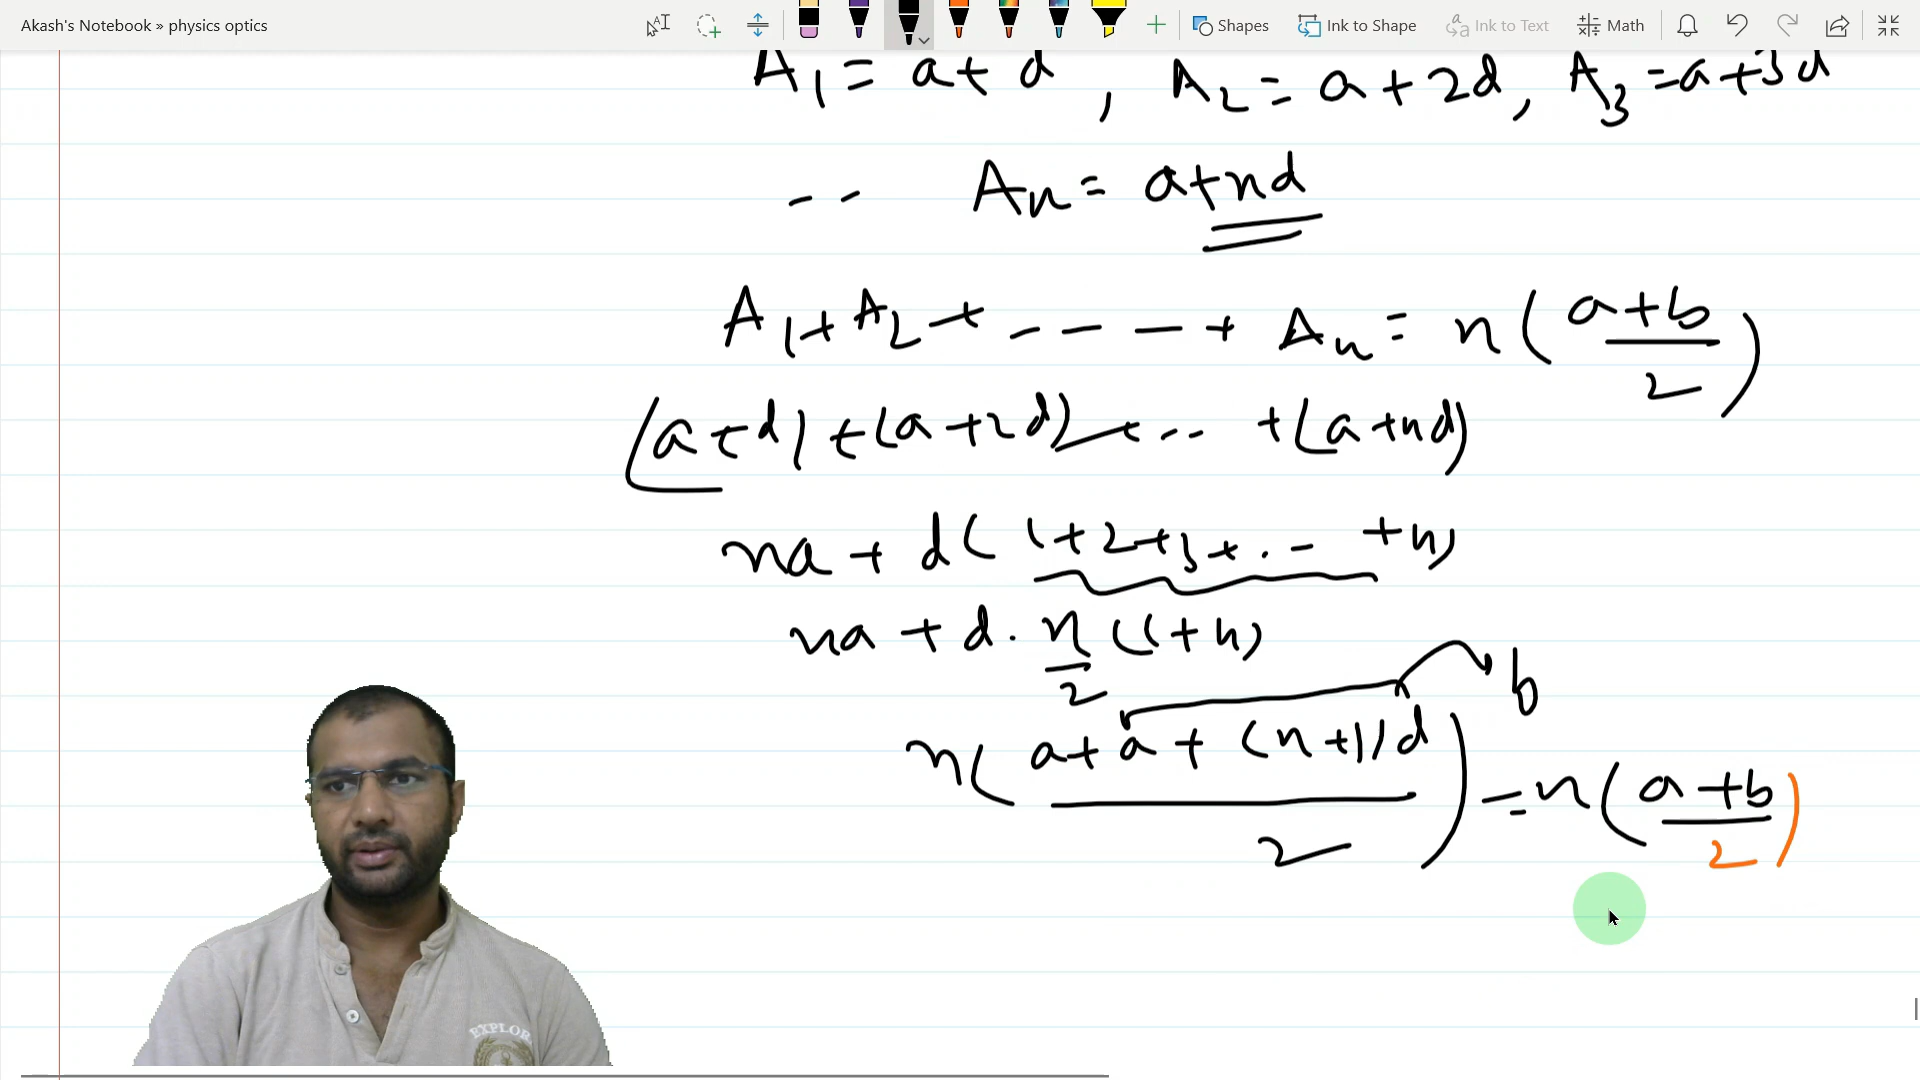 Akash's Notebook » physics optics
Shapes Ink to Shape Ink to Text Math
A₁ = a + d , A₂ = a + 2d, A₃ = a + 3d
-- Aₙ = a+nd
A₁ + A₂ + - - - - + Aₙ = n(a+b/2)
(a+d) + (a+2d) + -- +(a+nd)
na + d(1+2+3+.- +n)
na + d. n/2 (1+n)
b
n(a+a+(n+1)d/2) = n(a+b/2)
EXPLOR